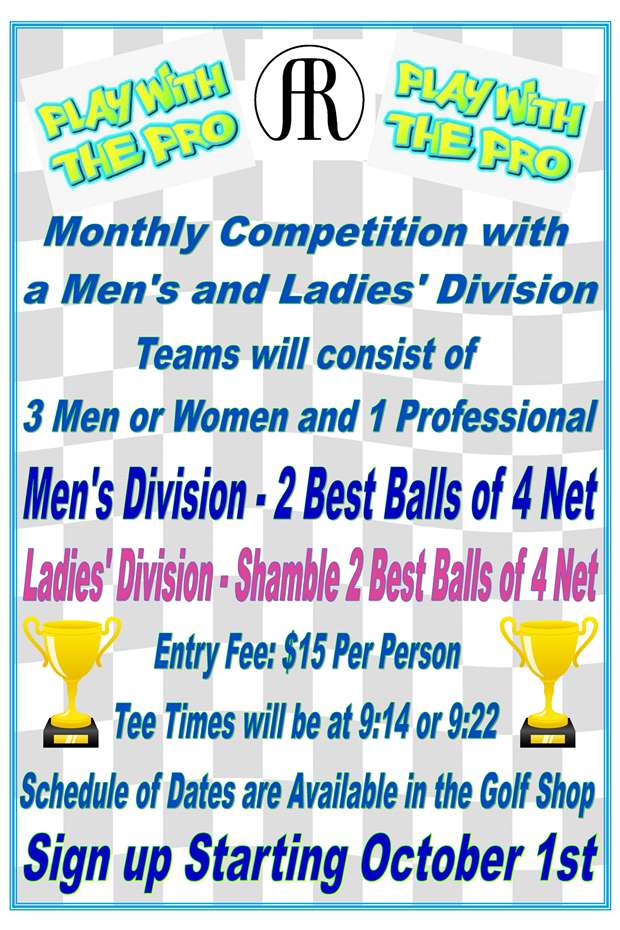 PLAY WITH
THE PRO
AR
PLAY WITH
THE PRO
Monthly Competition with
a Men's and Ladies' Division
Teams will consist of
3 Men or Women and 1 Professional
Men's Division - 2 Best Balls of 4 Net
Ladies' Division - Shamble 2 Best Balls of 4 Net
Entry Fee: $15 Per Person
Tee Times will be at 9:14 or 9:22
Schedule of Dates are Available in the Golf Shop
Sign up Starting October 1st